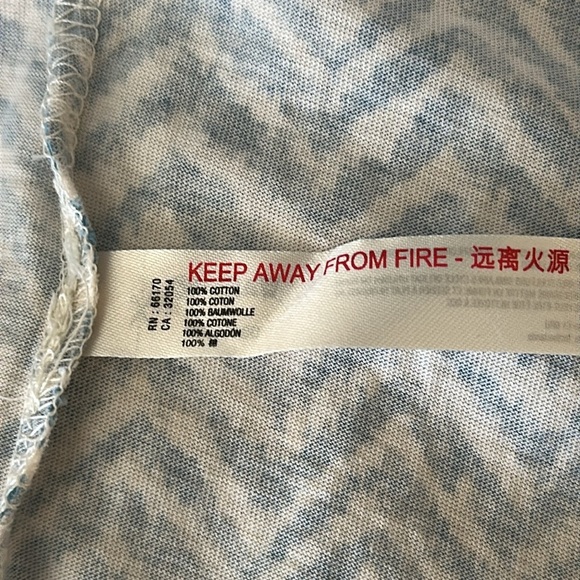 KEEP AWAY FROM FIRE - 远离火源
RN : 66170
CA : 32054
100% COTTON
100% COTON
100% BAUMWOLLE
100% COTONE
100% ALGODÓN
100% 棉